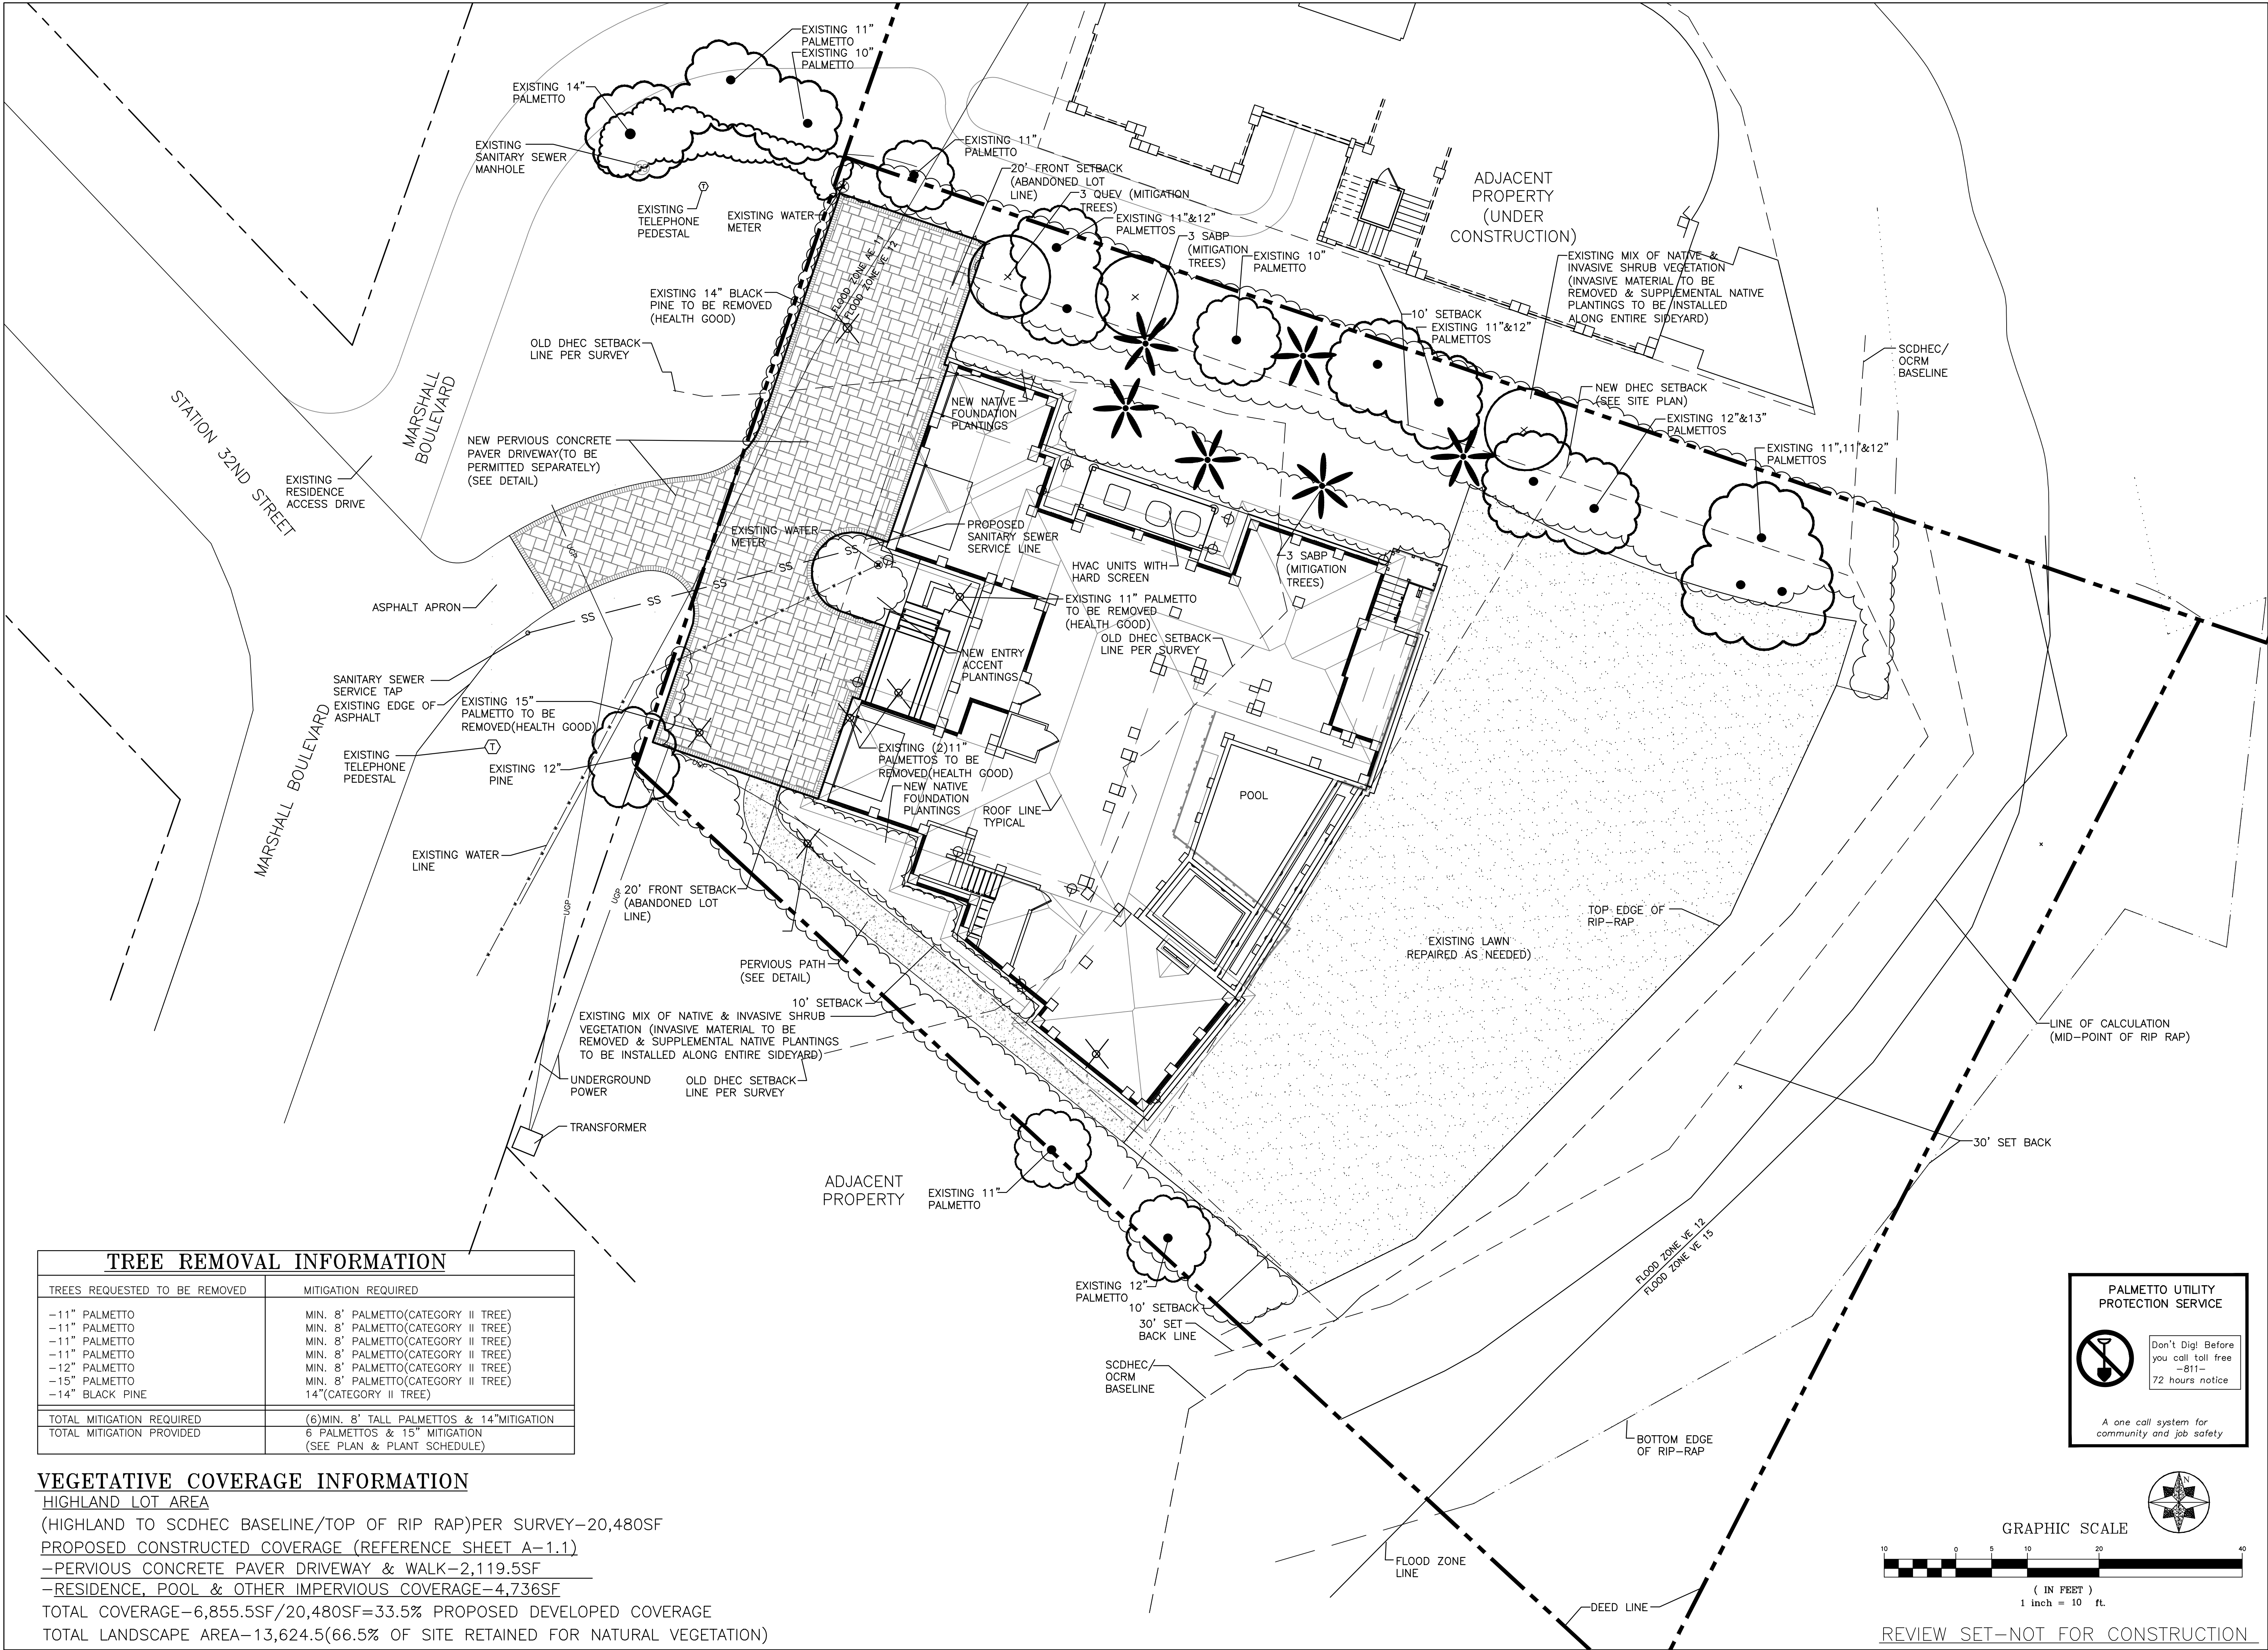 EXISTING 11"
PALMETTO
EXISTING 10"
PALMETTO
EXISTING 14"
PALMETTO
EXISTING
SANITARY SEWER
MANHOLE
T
EXISTING
TELEPHONE
PEDESTAL
EXISTING WATER
METER
EXISTING 11"
PALMETTO
20' FRONT SETBACK
(ABANDONED LOT
LINE)
3 QUEV (MITIGATION
TREES)
EXISTING 11"&12"
PALMETTOS
3 SABP
(MITIGATION
TREES)
EXISTING 10"
PALMETTO
ADJACENT
PROPERTY
(UNDER
CONSTRUCTION)
EXISTING MIX OF NATIVE &
INVASIVE SHRUB VEGETATION
(INVASIVE MATERIAL TO BE
REMOVED & SUPPLEMENTAL NATIVE
PLANTINGS TO BE INSTALLED
ALONG ENTIRE SIDEYARD)
10' SETBACK
EXISTING 11"&12"
PALMETTOS
SCDHEC/
OCRM
BASELINE
NEW DHEC SETBACK
(SEE SITE PLAN)
EXISTING 12"&13"
PALMETTOS
EXISTING 11",11"&12"
PALMETTOS
FLOOD ZONE AE 11
FLOOD ZONE VE 12
EXISTING 14" BLACK
PINE TO BE REMOVED
(HEALTH GOOD)
OLD DHEC SETBACK
LINE PER SURVEY
STATION 32ND STREET
MARSHALL
BOULEVARD
NEW NATIVE
FOUNDATION
PLANTINGS
NEW PERVIOUS CONCRETE
PAVER DRIVEWAY(TO BE
PERMITTED SEPARATELY)
(SEE DETAIL)
EXISTING
RESIDENCE
ACCESS DRIVE
EXISTING WATER
METER
PROPOSED
SANITARY SEWER
SERVICE LINE
UGP
SS
SS
SS
SS
SS
ASPHALT APRON
HVAC UNITS WITH
HARD SCREEN
3 SABP
(MITIGATION
TREES)
EXISTING 11" PALMETTO
TO BE REMOVED
(HEALTH GOOD)
OLD DHEC SETBACK
LINE PER SURVEY
NEW ENTRY
ACCENT
PLANTINGS
SANITARY SEWER
SERVICE TAP
EXISTING EDGE OF
ASPHALT
EXISTING 15"
PALMETTO TO BE
REMOVED(HEALTH GOOD)
T
EXISTING
TELEPHONE
PEDESTAL
EXISTING 12"
PINE
UGP
EXISTING (2)11"
PALMETTOS TO BE
REMOVED(HEALTH GOOD)
NEW NATIVE
FOUNDATION
PLANTINGS
ROOF LINE
TYPICAL
POOL
MARSHALL BOULEVARD
EXISTING WATER
LINE
UGP
UGP
20' FRONT SETBACK
(ABANDONED LOT
LINE)
TOP EDGE OF
RIP-RAP
EXISTING LAWN
REPAIRED AS NEEDED)
PERVIOUS PATH
(SEE DETAIL)
10' SETBACK
EXISTING MIX OF NATIVE & INVASIVE SHRUB
VEGETATION (INVASIVE MATERIAL TO BE
REMOVED & SUPPLEMENTAL NATIVE PLANTINGS
TO BE INSTALLED ALONG ENTIRE SIDEYARD)
LINE OF CALCULATION
(MID-POINT OF RIP RAP)
UNDERGROUND
POWER
OLD DHEC SETBACK
LINE PER SURVEY
TRANSFORMER
30' SET BACK
ADJACENT
PROPERTY
EXISTING 11"
PALMETTO
FLOOD ZONE VE 12
FLOOD ZONE VE 15
EXISTING 12"
PALMETTO
10' SETBACK
30' SET
BACK LINE
SCDHEC/
OCRM
BASELINE
BOTTOM EDGE
OF RIP-RAP
FLOOD ZONE
LINE
DEED LINE
TREE REMOVAL INFORMATION
TREES REQUESTED TO BE REMOVED MITIGATION REQUIRED
-11" PALMETTO MIN. 8' PALMETTO(CATEGORY II TREE)
-11" PALMETTO MIN. 8' PALMETTO(CATEGORY II TREE)
-11" PALMETTO MIN. 8' PALMETTO(CATEGORY II TREE)
-11" PALMETTO MIN. 8' PALMETTO(CATEGORY II TREE)
-12" PALMETTO MIN. 8' PALMETTO(CATEGORY II TREE)
-15" PALMETTO MIN. 8' PALMETTO(CATEGORY II TREE)
-14" BLACK PINE 14"(CATEGORY II TREE)
TOTAL MITIGATION REQUIRED (6)MIN. 8' TALL PALMETTOS & 14"MITIGATION
TOTAL MITIGATION PROVIDED 6 PALMETTOS & 15" MITIGATION
(SEE PLAN & PLANT SCHEDULE)
VEGETATIVE COVERAGE INFORMATION
HIGHLAND LOT AREA
(HIGHLAND TO SCDHEC BASELINE/TOP OF RIP RAP)PER SURVEY-20,480SF
PROPOSED CONSTRUCTED COVERAGE (REFERENCE SHEET A-1.1)
-PERVIOUS CONCRETE PAVER DRIVEWAY & WALK-2,119.5SF
-RESIDENCE, POOL & OTHER IMPERVIOUS COVERAGE-4,736SF
TOTAL COVERAGE-6,855.5SF/20,480SF=33.5% PROPOSED DEVELOPED COVERAGE
TOTAL LANDSCAPE AREA-13,624.5(66.5% OF SITE RETAINED FOR NATURAL VEGETATION)
PALMETTO UTILITY
PROTECTION SERVICE
Don't Dig! Before
you call toll free
-811-
72 hours notice
A one call system for
community and job safety
N
GRAPHIC SCALE
10 0 5 10 20 40
( IN FEET )
1 inch = 10 ft.
REVIEW SET-NOT FOR CONSTRUCTION